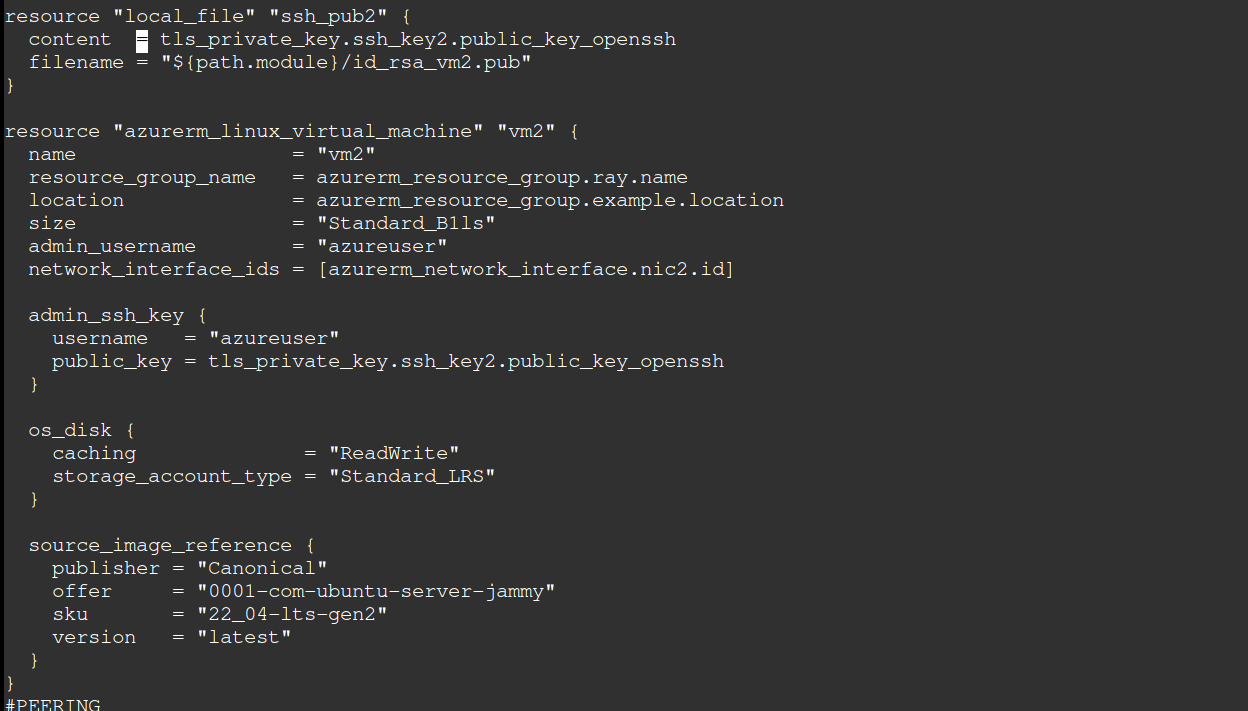 resource "local_file" "ssh_pub2" {
  content  = tls_private_key.ssh_key2.public_key_openssh
  filename = "${path.module}/id_rsa_vm2.pub"
}

resource "azurerm_linux_virtual_machine" "vm2" {
  name                  = "vm2"
  resource_group_name   = azurerm_resource_group.ray.name
  location              = azurerm_resource_group.example.location
  size                  = "Standard_B1ls"
  admin_username        = "azureuser"
  network_interface_ids = [azurerm_network_interface.nic2.id]

  admin_ssh_key {
    username   = "azureuser"
    public_key = tls_private_key.ssh_key2.public_key_openssh
  }

  os_disk {
    caching              = "ReadWrite"
    storage_account_type = "Standard_LRS"
  }

  source_image_reference {
    publisher = "Canonical"
    offer     = "0001-com-ubuntu-server-jammy"
    sku       = "22_04-lts-gen2"
    version   = "latest"
  }
}
#PEERING